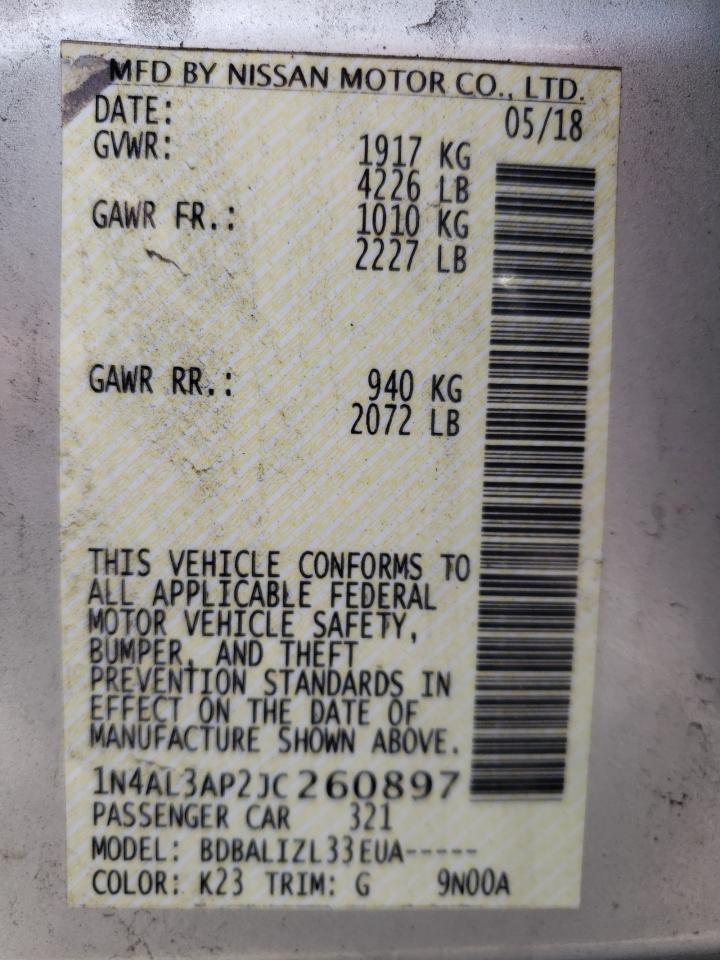 MFD BY NISSAN MOTOR CO., LTD.
DATE: 05/18
GVWR: 1917 KG
4226 LB
GAWR FR.: 1010 KG
2227 LB
GAWR RR.: 940 KG
2072 LB
THIS VEHICLE CONFORMS TO
ALL APPLICABLE FEDERAL
MOTOR VEHICLE SAFETY,
BUMPER, AND THEFT
PREVENTION STANDARDS IN
EFFECT ON THE DATE OF
MANUFACTURE SHOWN ABOVE.
1N4AL3AP2JC260897
PASSENGER CAR 321
MODEL: BDBALIZL33EUA-----
COLOR: K23 TRIM: G 9N00A